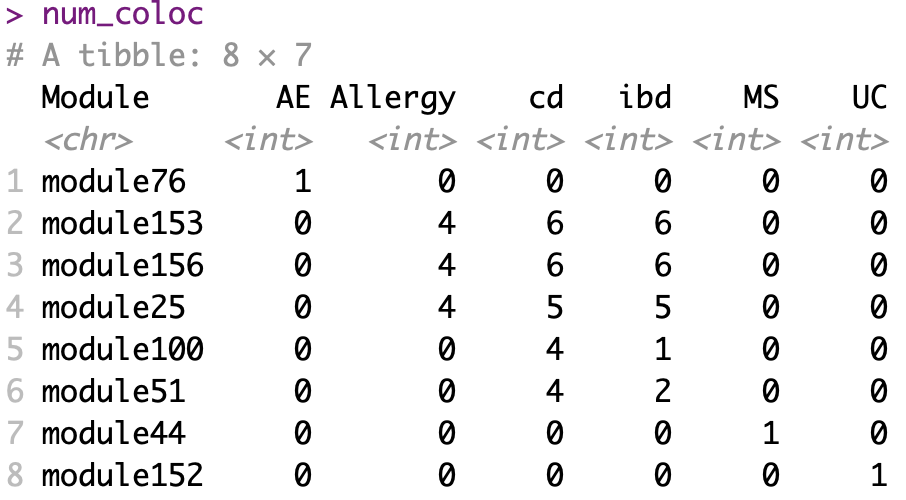 > num_coloc
# A tibble: 8 × 7
Module AE Allergy cd ibd MS UC
<chr> <int> <int> <int> <int> <int> <int>
1 module76 1 0 0 0 0 0
2 module153 0 4 6 6 0 0
3 module156 0 4 6 6 0 0
4 module25 0 4 5 5 0 0
5 module100 0 0 4 1 0 0
6 module51 0 0 4 2 0 0
7 module44 0 0 0 0 1 0
8 module152 0 0 0 0 0 1